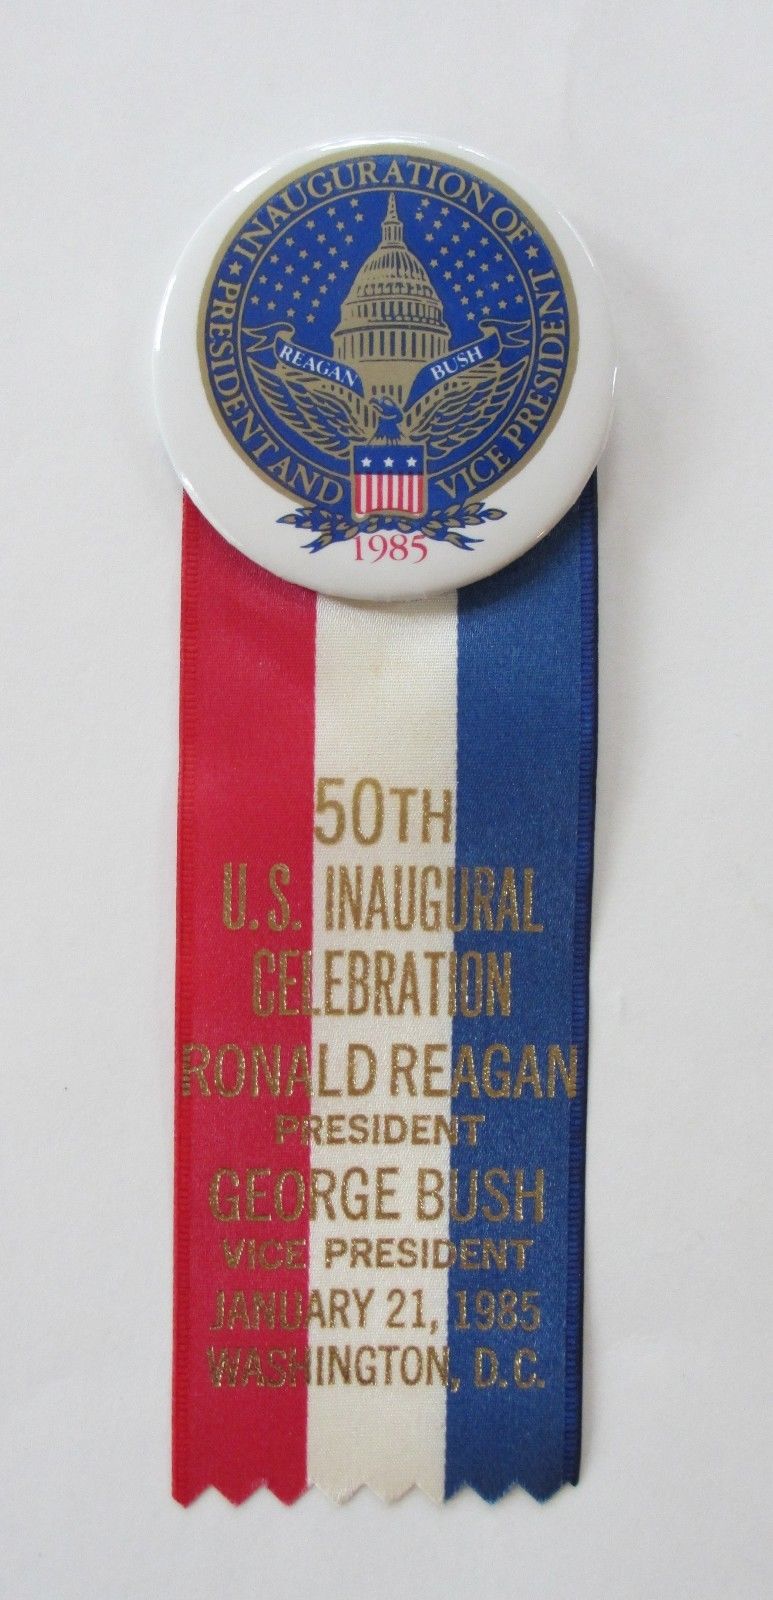 ★ INAUGURATION OF ★
PRESIDENT AND VICE PRESIDENT
REAGAN BUSH
1985
50TH
U.S. INAUGURAL
CELEBRATION
RONALD REAGAN
PRESIDENT
GEORGE BUSH
VICE PRESIDENT
JANUARY 21, 1985
WASHINGTON, D.C.